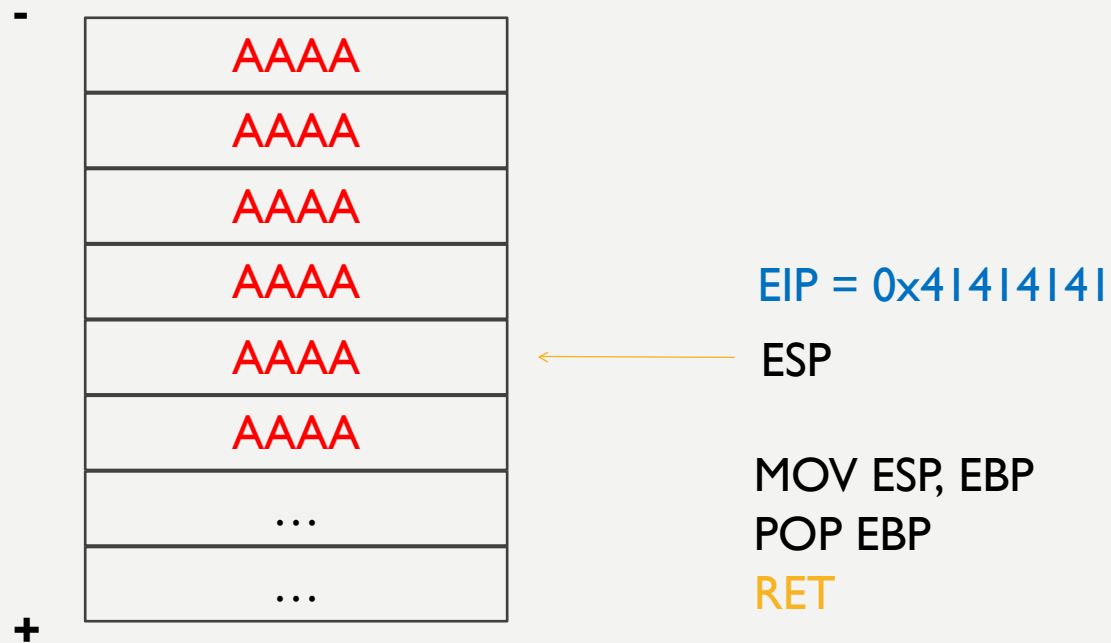 -
AAAA
AAAA
AAAA
AAAA
EIP = 0x41414141
AAAA
ESP
AAAA
MOV ESP, EBP
…
POP EBP
…
RET
+